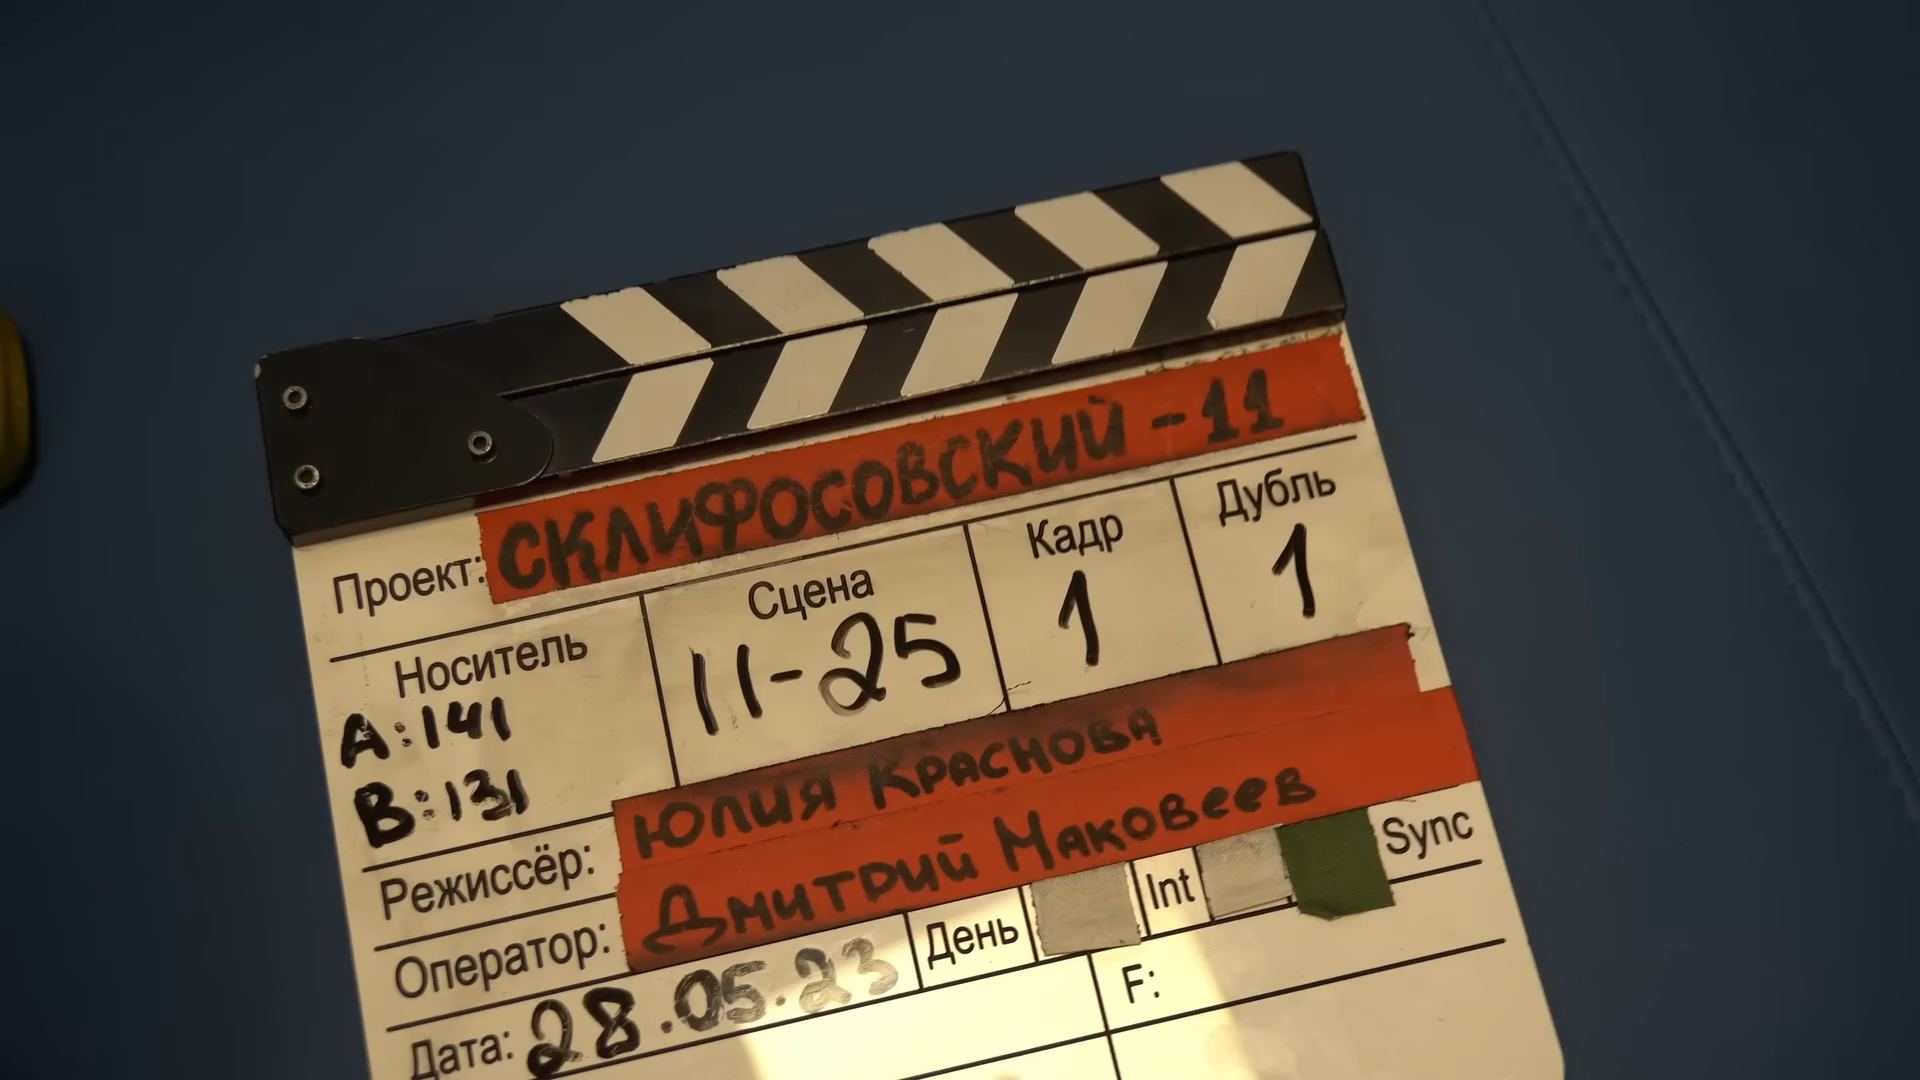 Проект: СКЛИФОСОВСКИЙ - 11
Носитель
A: 141
B: 131
Сцена
11-25
Кадр
1
Дубль
1
Режиссёр: Юлия Краснова
Оператор: Дмитрий Маковеев
Дата: 28.05.23
День
Int
Sync
F: